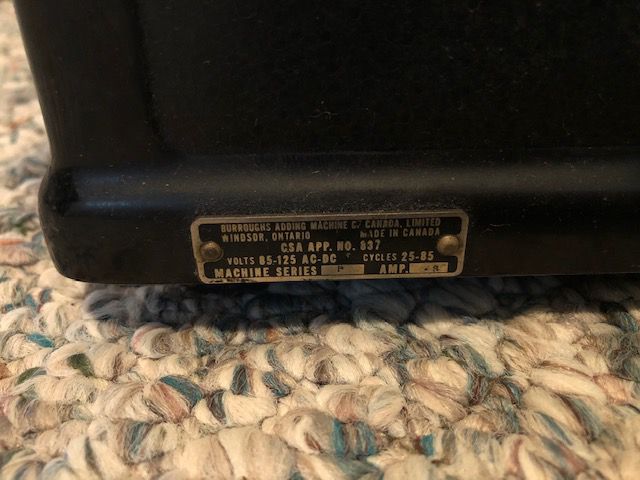 BURROUGHS ADDING MACHINE OF CANADA, LIMITED
WINDSOR, ONTARIO MADE IN CANADA
CSA APP. NO. 837
VOLTS 85-125 AC-DC CYCLES 25-85
MACHINE SERIES P AMP. .8